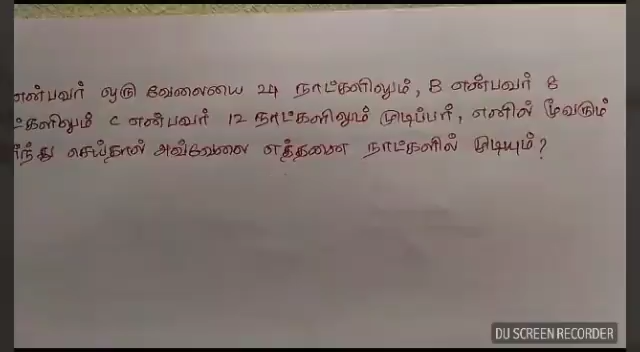 என்பவர் ஒரு வேலையை 24 நாட்களிலும், B என்பவர் 8
ட்களிலும் C என்பவர் 12 நாட்களிலும் முடிப்பர், எனில் மூவரும்
ர்ந்து செய்தால் அவ்வேலை எத்தனை நாட்களில் முடியும்?
DU SCREEN RECORDER